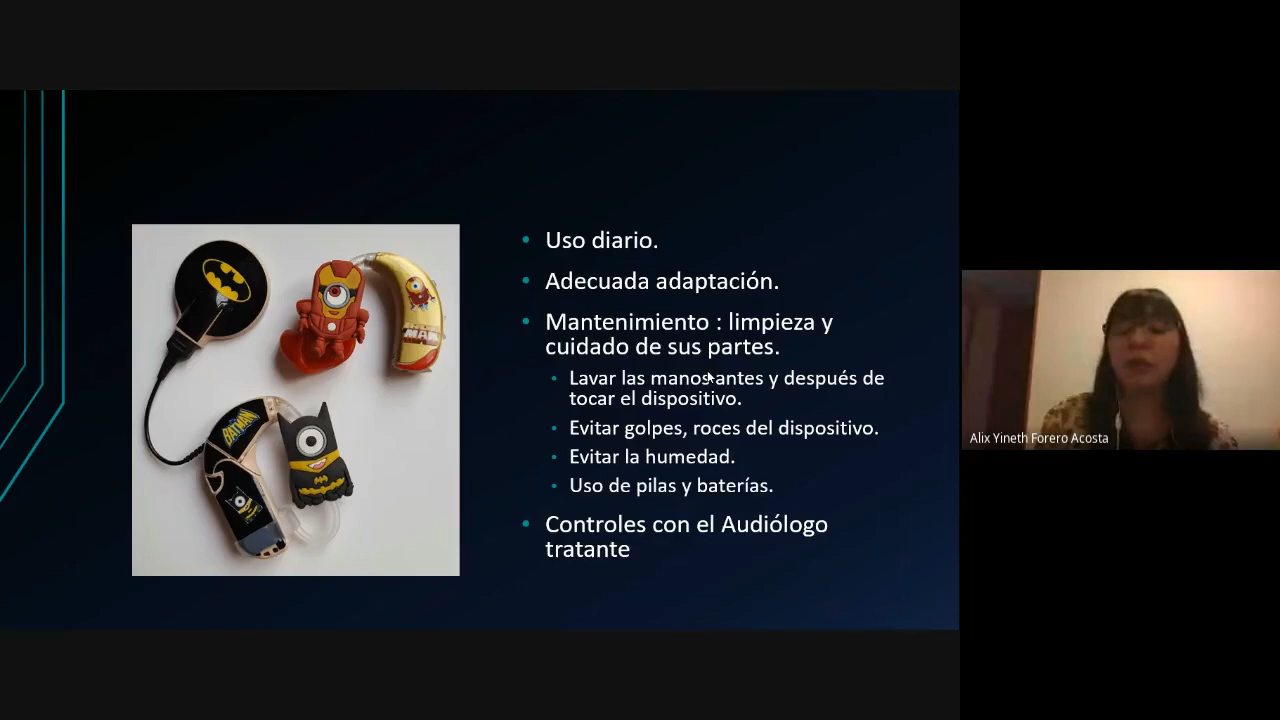 Uso diario.
Adecuada adaptación.
Mantenimiento : limpieza y
cuidado de sus partes.
Lavar las manos antes y después de
tocar el dispositivo.
Evitar golpes, roces del dispositivo.
Evitar la humedad.
Uso de pilas y baterías.
Controles con el Audiólogo
tratante
BATMAN
MAN
Alix Yineth Forero Acosta